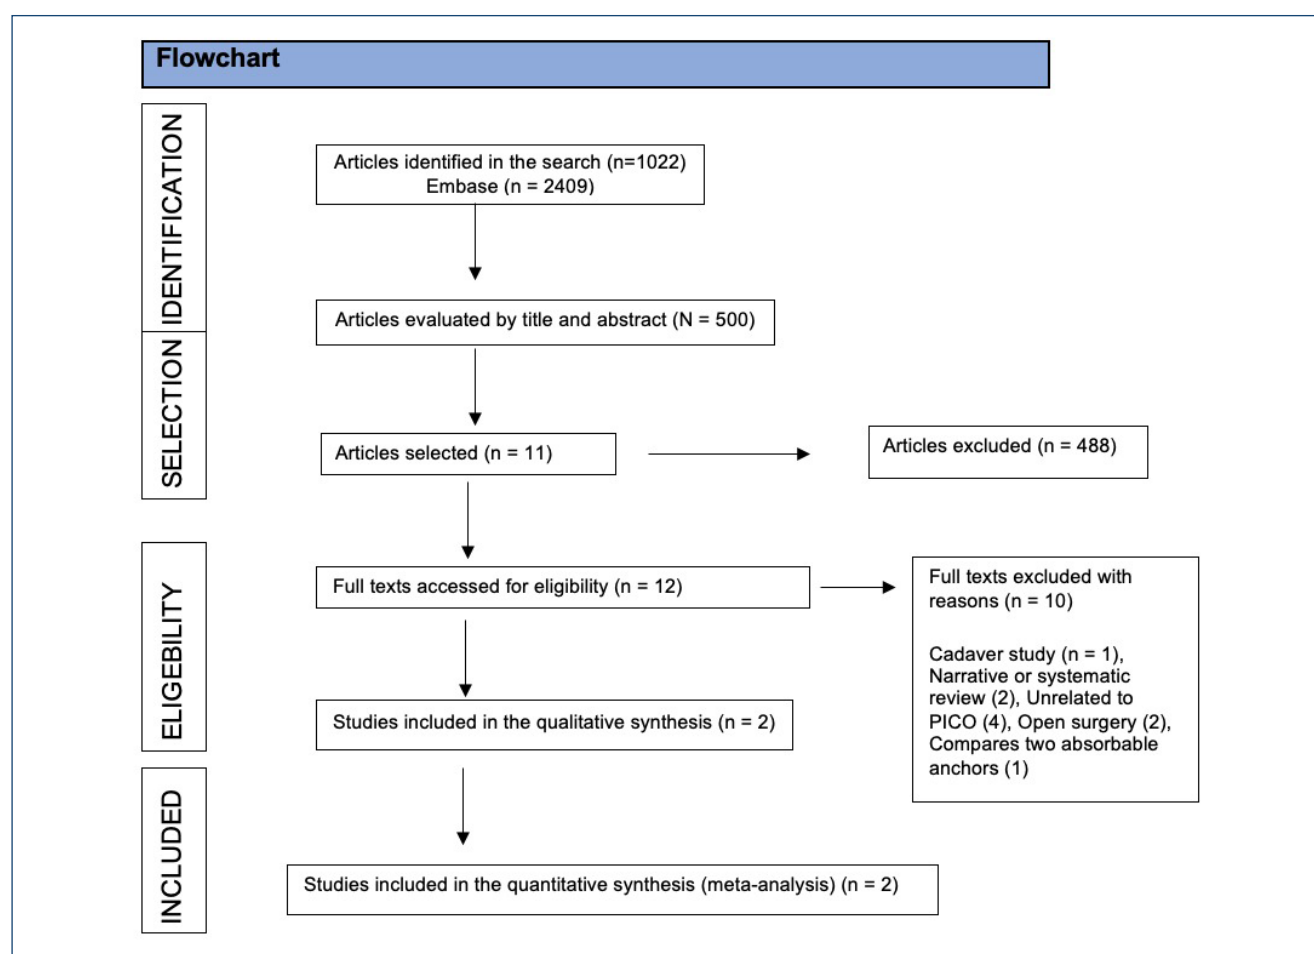 Flowchart
IDENTIFICATION
Articles identified in the search (n=1022)
Embase (n = 2409)
Articles evaluated by title and abstract (N = 500)
SELECTION
Articles selected (n = 11)
Articles excluded (n = 488)
ELIGEBILITY
Full texts accessed for eligibility (n = 12)
Full texts excluded with
reasons (n = 10)
Cadaver study (n = 1),
Narrative or systematic
review (2), Unrelated to
PICO (4), Open surgery (2),
Compares two absorbable
anchors (1)
Studies included in the qualitative synthesis (n = 2)
INCLUDED
Studies included in the quantitative synthesis (meta-analysis) (n = 2)